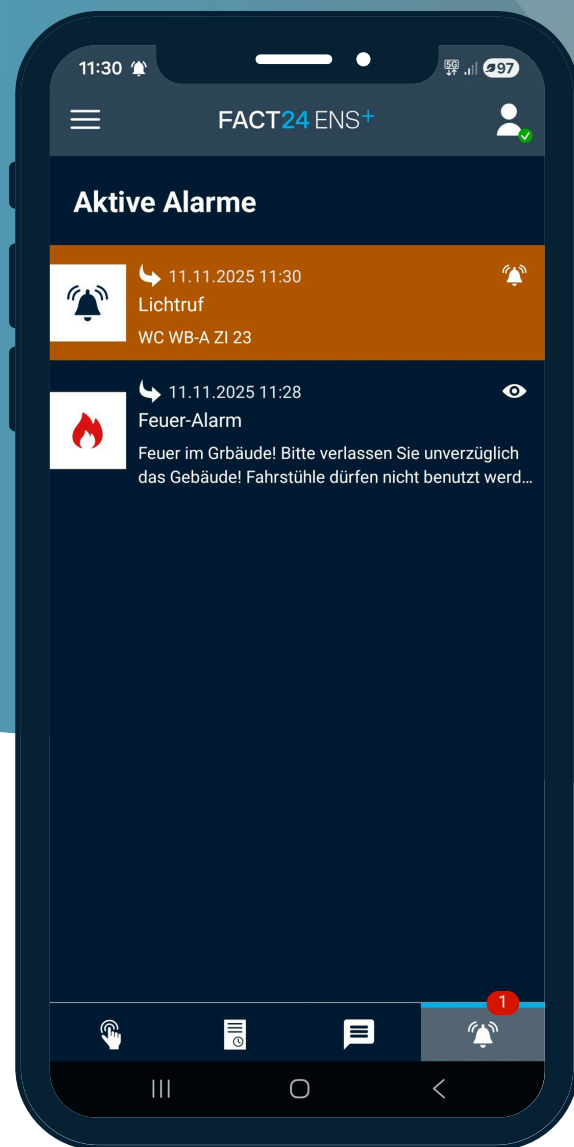 11:30
5G
97
FACT24 ENS+
Aktive Alarme
11.11.2025 11:30
Lichtruf
WC WB-A ZI 23
11.11.2025 11:28
Feuer-Alarm
Feuer im Grbäude! Bitte verlassen Sie unverzüglich
das Gebäude! Fahrstühle dürfen nicht benutzt werd…
1